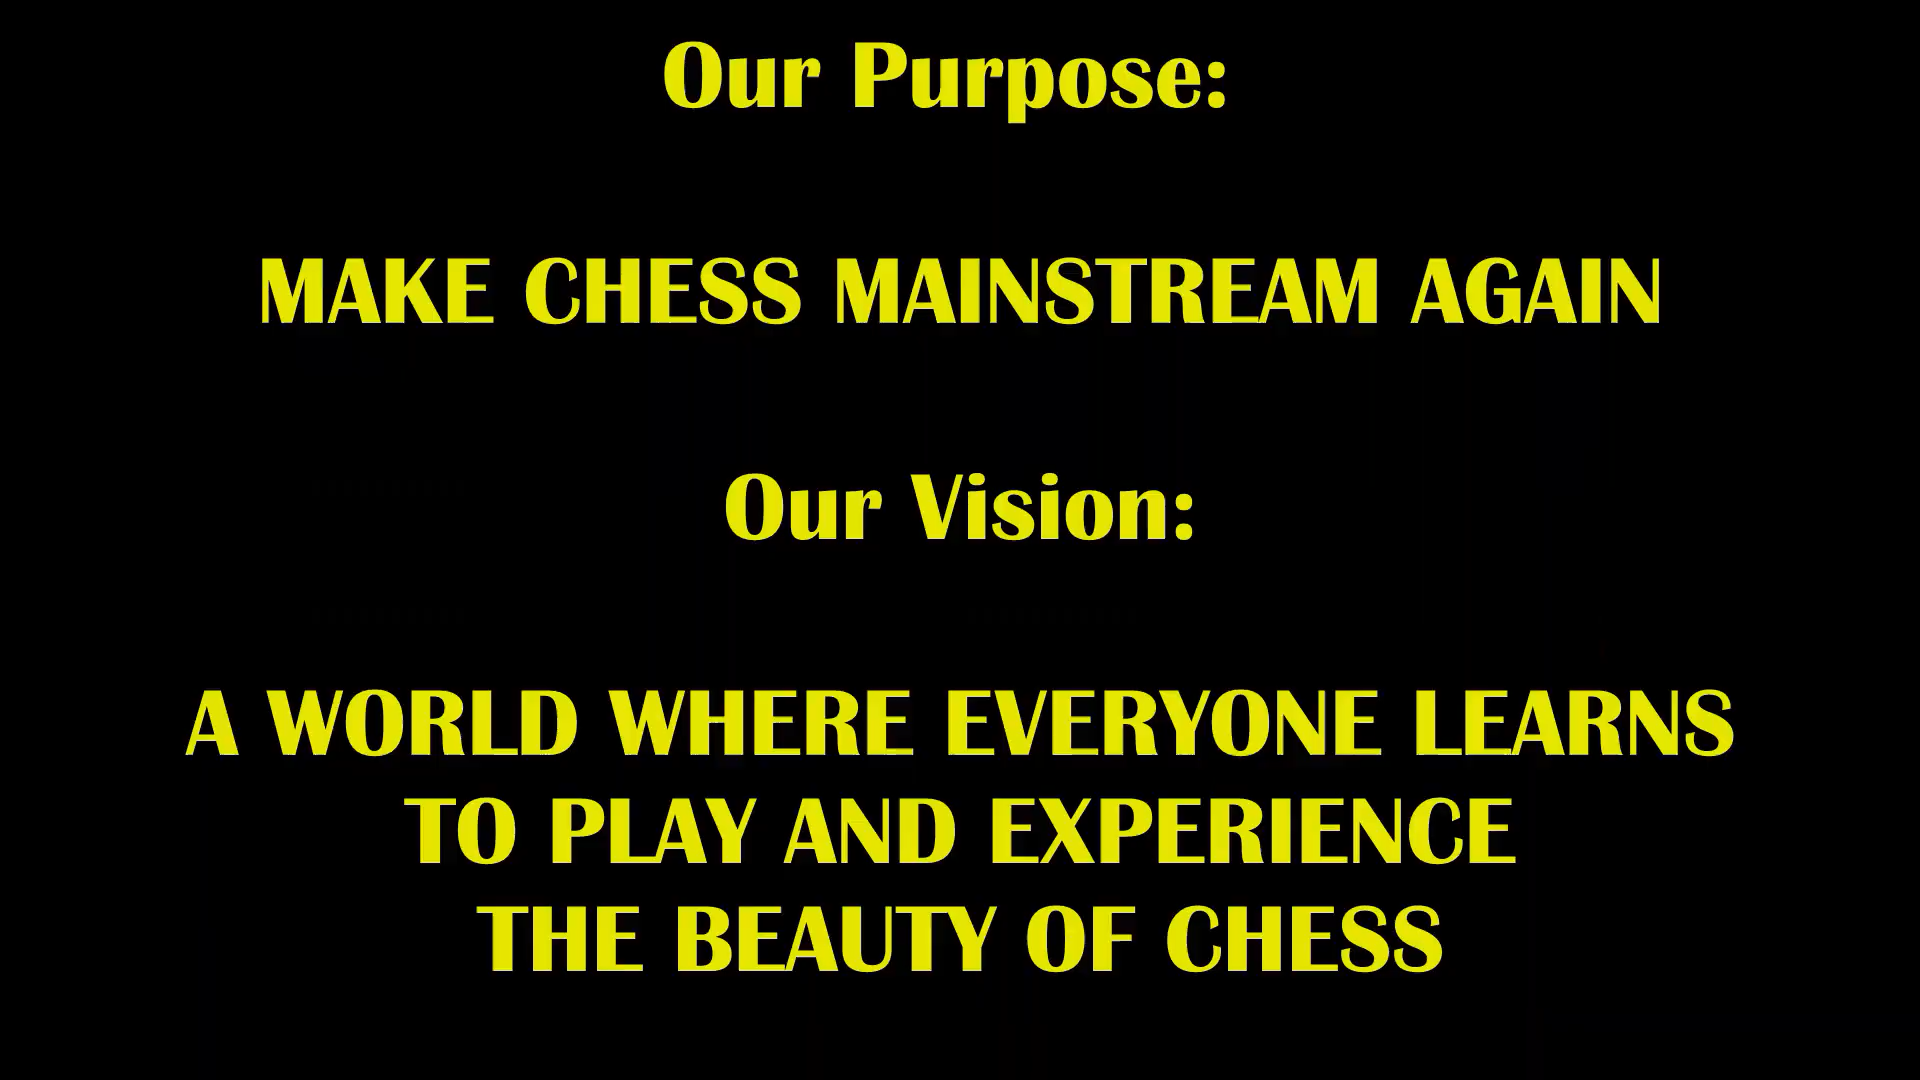 Our Purpose:
MAKE CHESS MAINSTREAM AGAIN
Our Vision:
A WORLD WHERE EVERYONE LEARNS
TO PLAY AND EXPERIENCE
THE BEAUTY OF CHESS